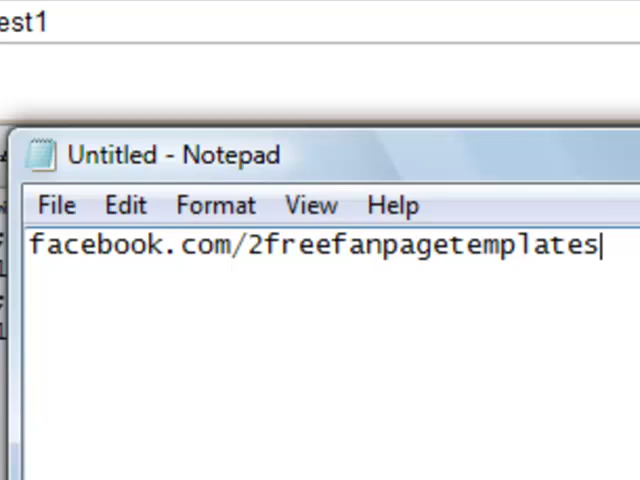 est1
Untitled - Notepad
File Edit Format View Help
facebook.com/2freefanpagetemplates